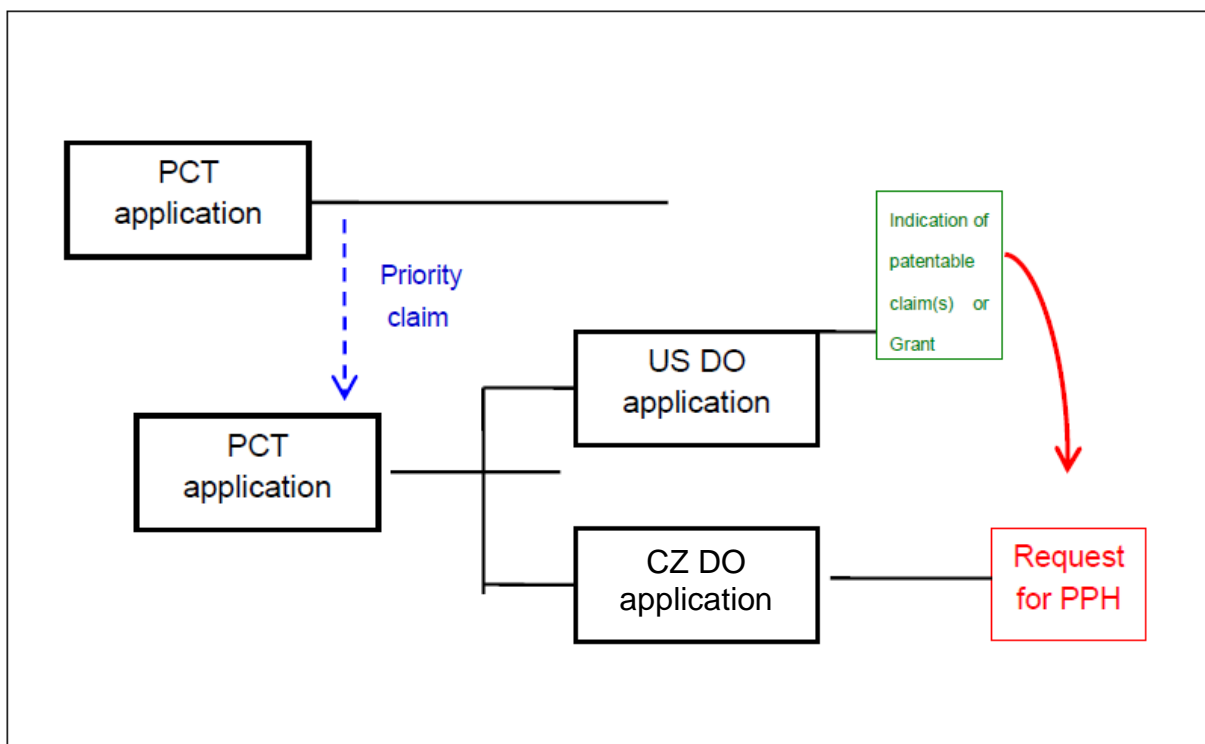 PCT
application
Priority
claim
PCT
application
US DO
application
Indication of
patentable
claim(s) or
Grant
CZ DO
application
Request
for PPH